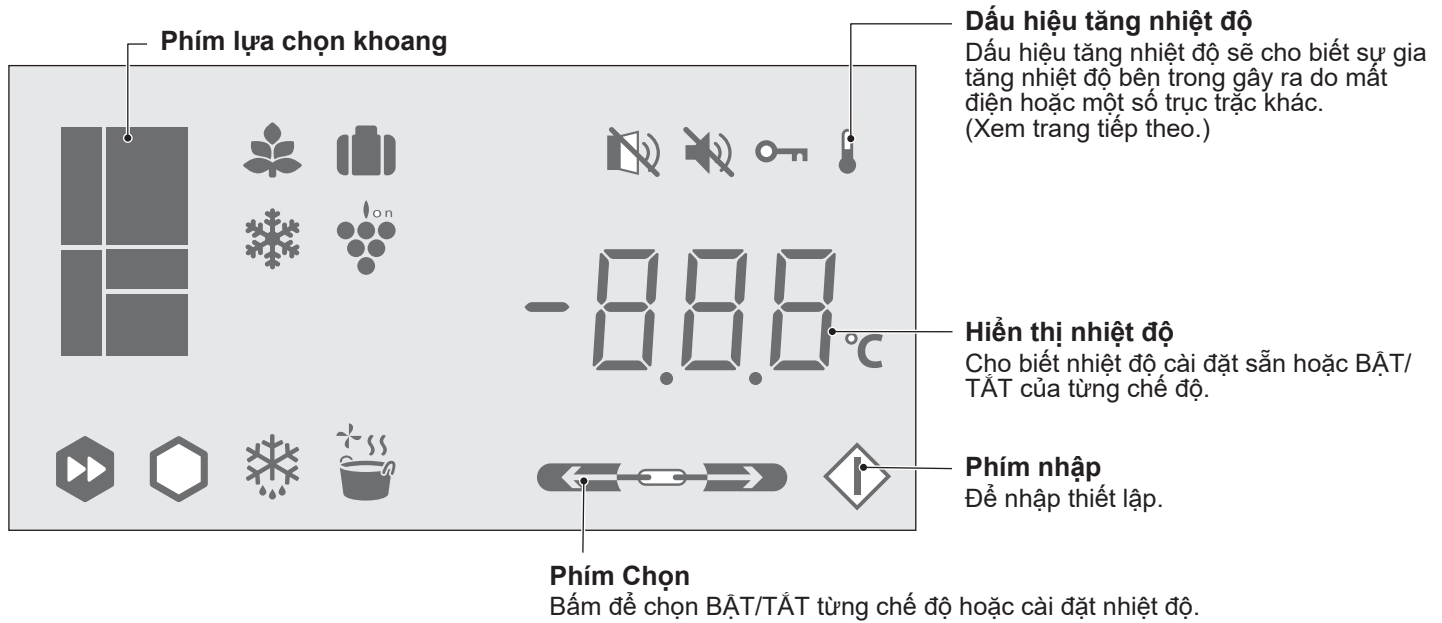 Phím lựa chọn khoang
Dấu hiệu tăng nhiệt độ
Dấu hiệu tăng nhiệt độ sẽ cho biết sự gia
tăng nhiệt độ bên trong gây ra do mất
điện hoặc một số trục trặc khác.
(Xem trang tiếp theo.)
ion
-8.8.8
°C
Hiển thị nhiệt độ
Cho biết nhiệt độ cài đặt sẵn hoặc BẬT/
TẮT của từng chế độ.
Phím nhập
Để nhập thiết lập.
Phím Chọn
Bấm để chọn BẬT/TẮT từng chế độ hoặc cài đặt nhiệt độ.